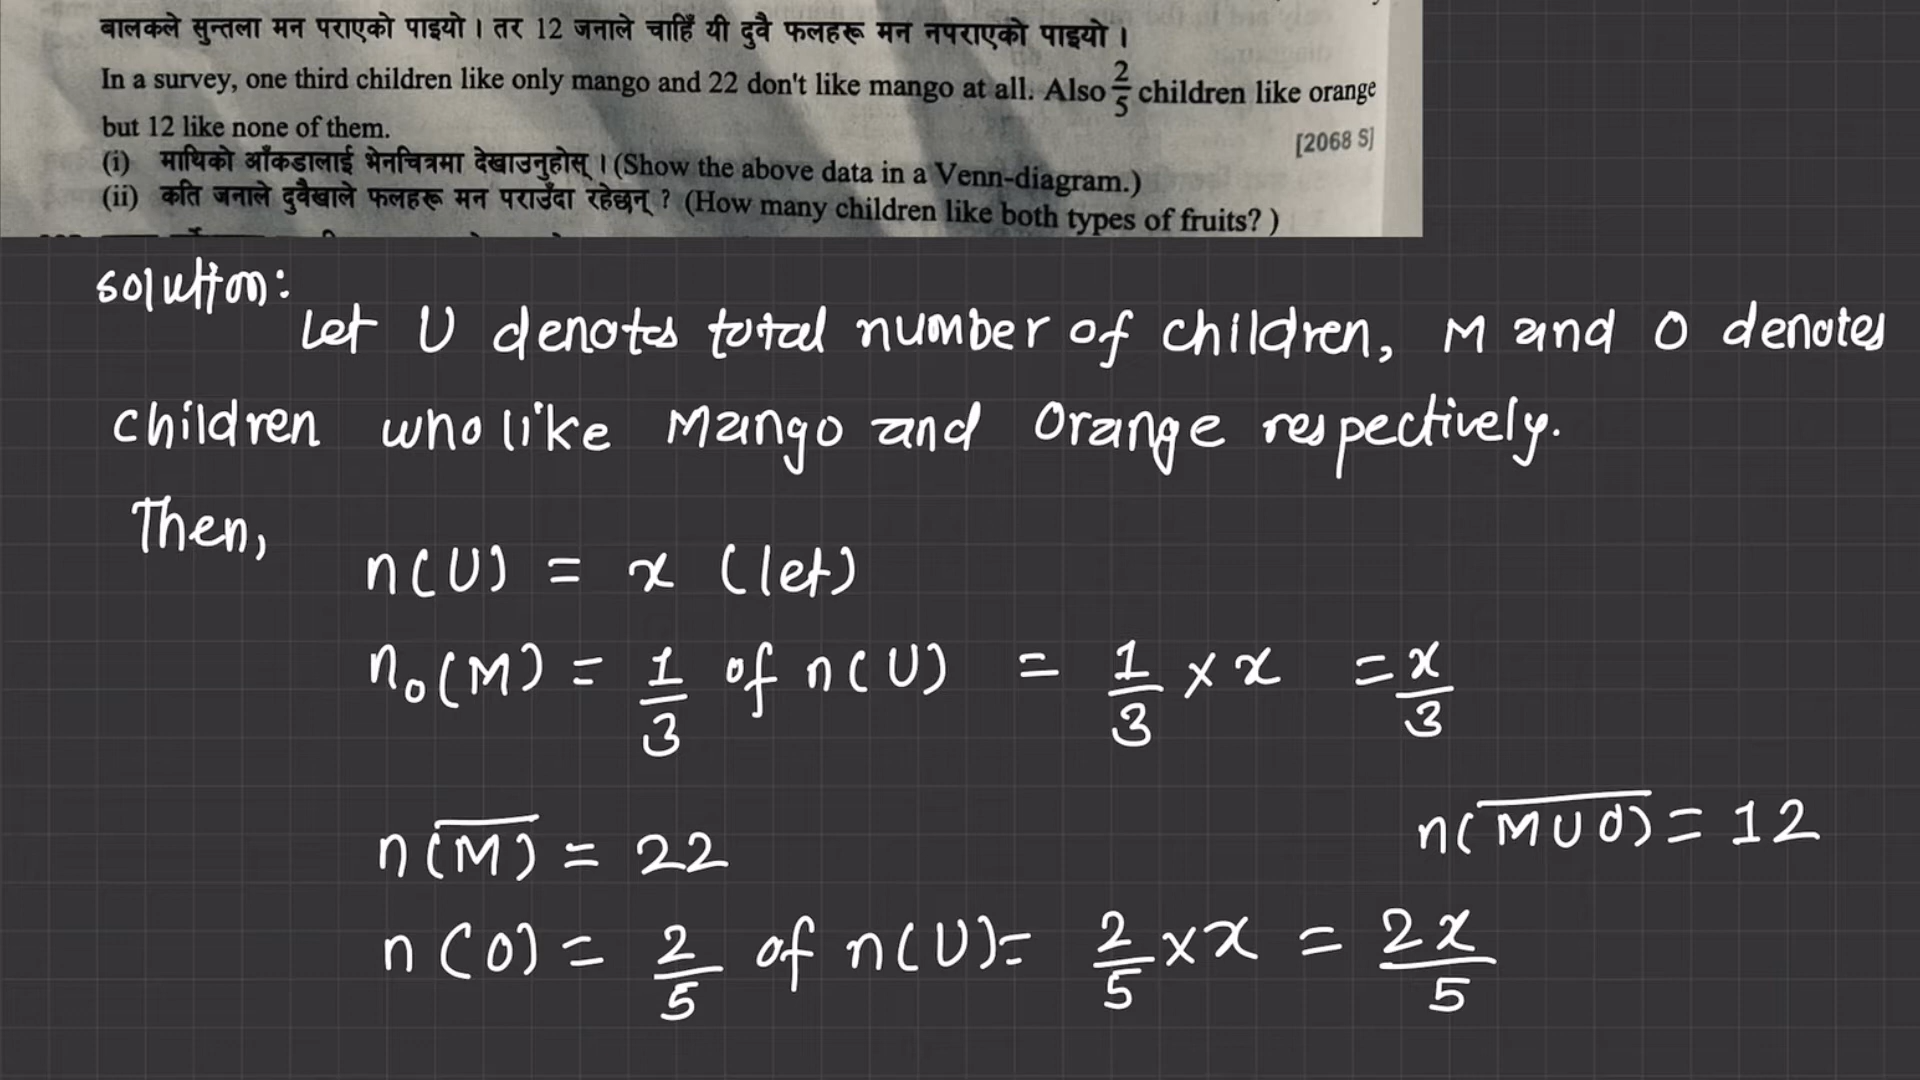 बालकले सुन्तला मन पराएको पाइयो । तर 12 जनाले चाहिँ यी दुवै फलहरू मन नपराएको पाइयो ।
In a survey, one third children like only mango and 22 don't like mango at all. Also 2/5 children like orange
but 12 like none of them.
[2068 S]
(i) माथिको आँकडालाई भेनचित्रमा देखाउनुहोस् । (Show the above data in a Venn-diagram.)
(ii) कति जनाले दुवैखाले फलहरू मन पराउँदा रहेछन् ? (How many children like both types of fruits? )
solution:
Let U denotes total number of children, M and O denotes
children who like Mango and Orange respectively.
Then,
n(U) = x (let)
n₀(M) = 1/3 of n(U) = 1/3 × x = x/3
n(M̅) = 22
n(M̅ ̅U̅ ̅O̅) = 12
n(O) = 2/5 of n(U) = 2/5 × x = 2x/5